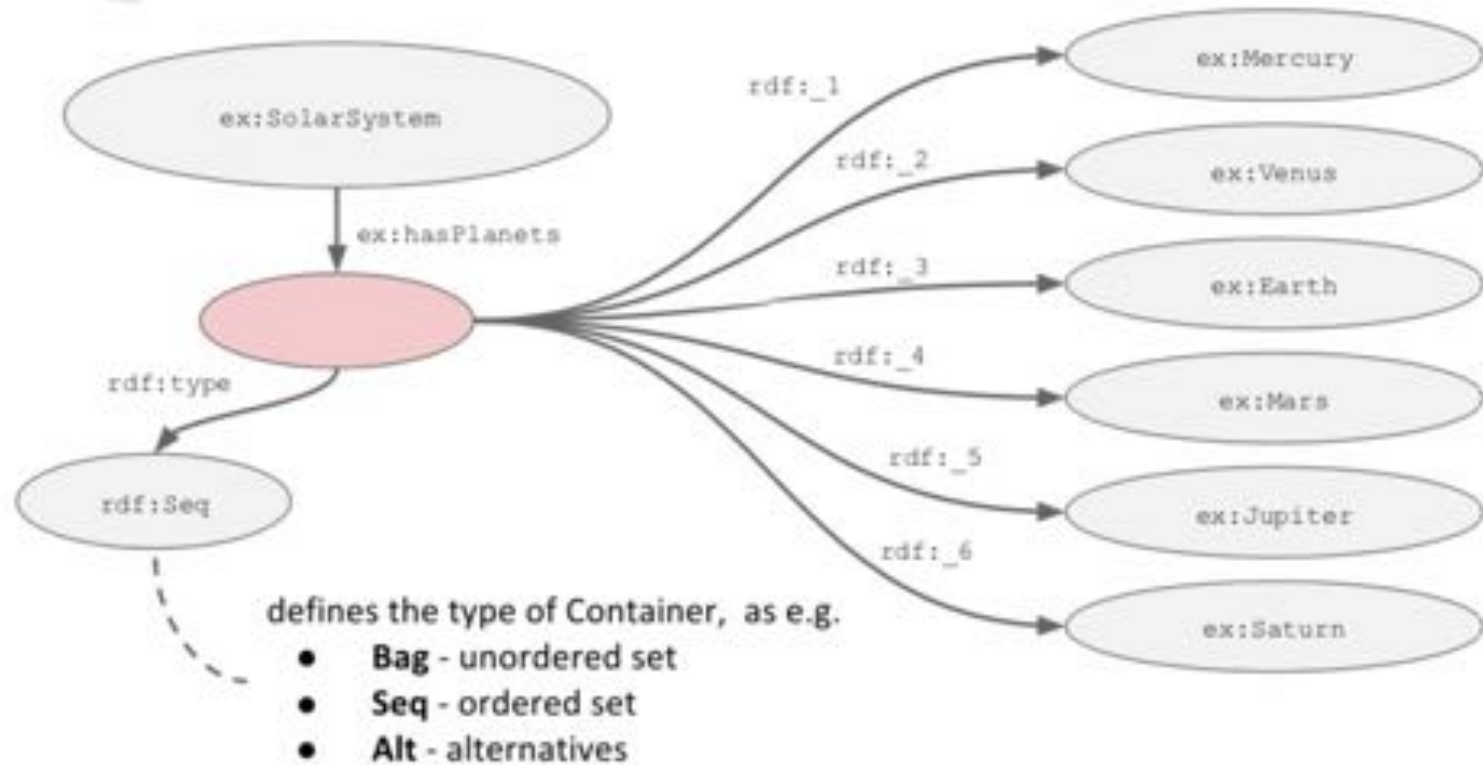 ex:SolarSystem
ex:hasPlanets
rdf:type
rdf:Seq
rdf:_1
rdf:_2
rdf:_3
rdf:_4
rdf:_5
rdf:_6
ex:Mercury
ex:Venus
ex:Earth
ex:Mars
ex:Jupiter
ex:Saturn
defines the type of Container, as e.g.
● Bag - unordered set
● Seq - ordered set
● Alt - alternatives